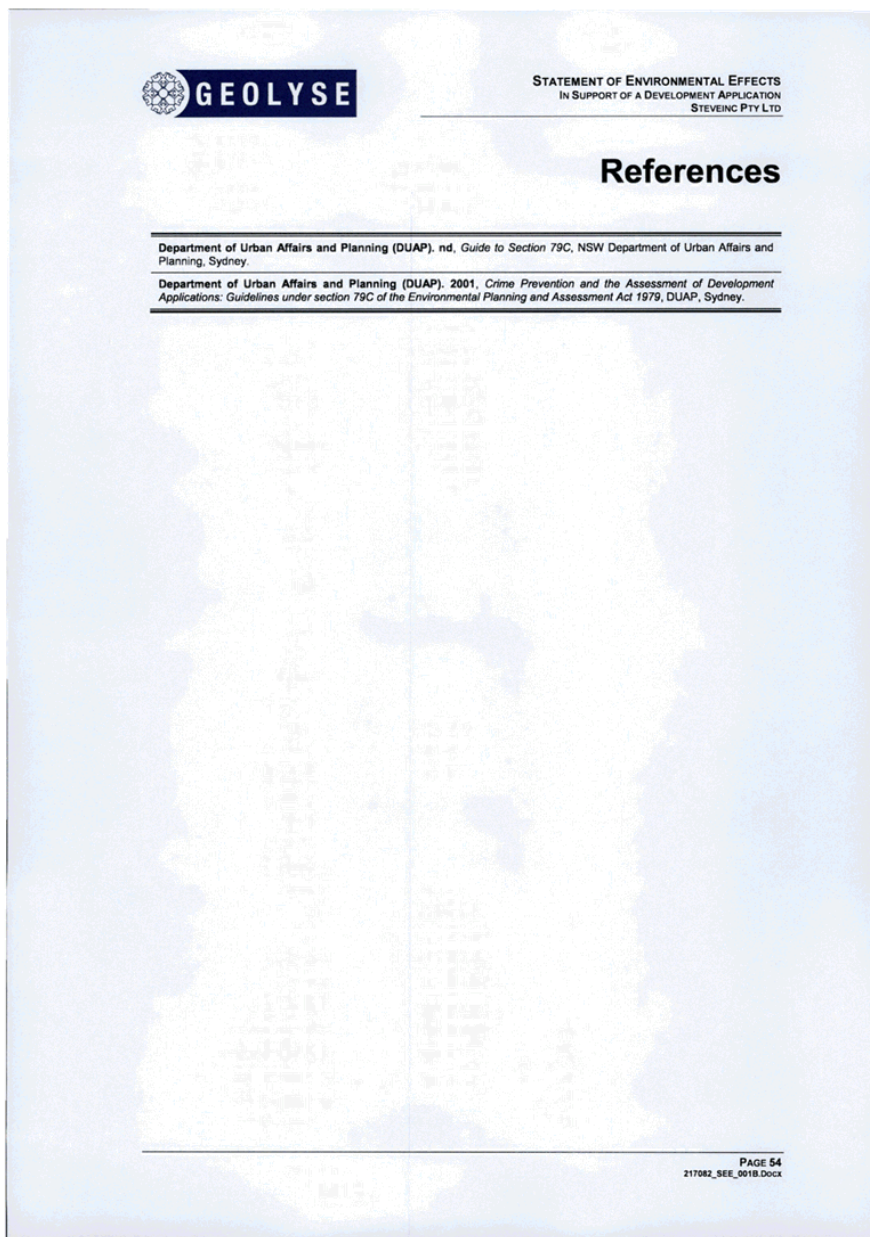 GEOLYSE
STATEMENT OF ENVIRONMENTAL EFFECTS
IN SUPPORT OF A DEVELOPMENT APPLICATION
STEVEINC PTY LTD
References
Department of Urban Affairs and Planning (DUAP). nd, Guide to Section 79C, NSW Department of Urban Affairs and
Planning, Sydney.
Department of Urban Affairs and Planning (DUAP). 2001, Crime Prevention and the Assessment of Development
Applications: Guidelines under section 79C of the Environmental Planning and Assessment Act 1979, DUAP, Sydney.
PAGE 54
217082_SEE_001B.DOCX